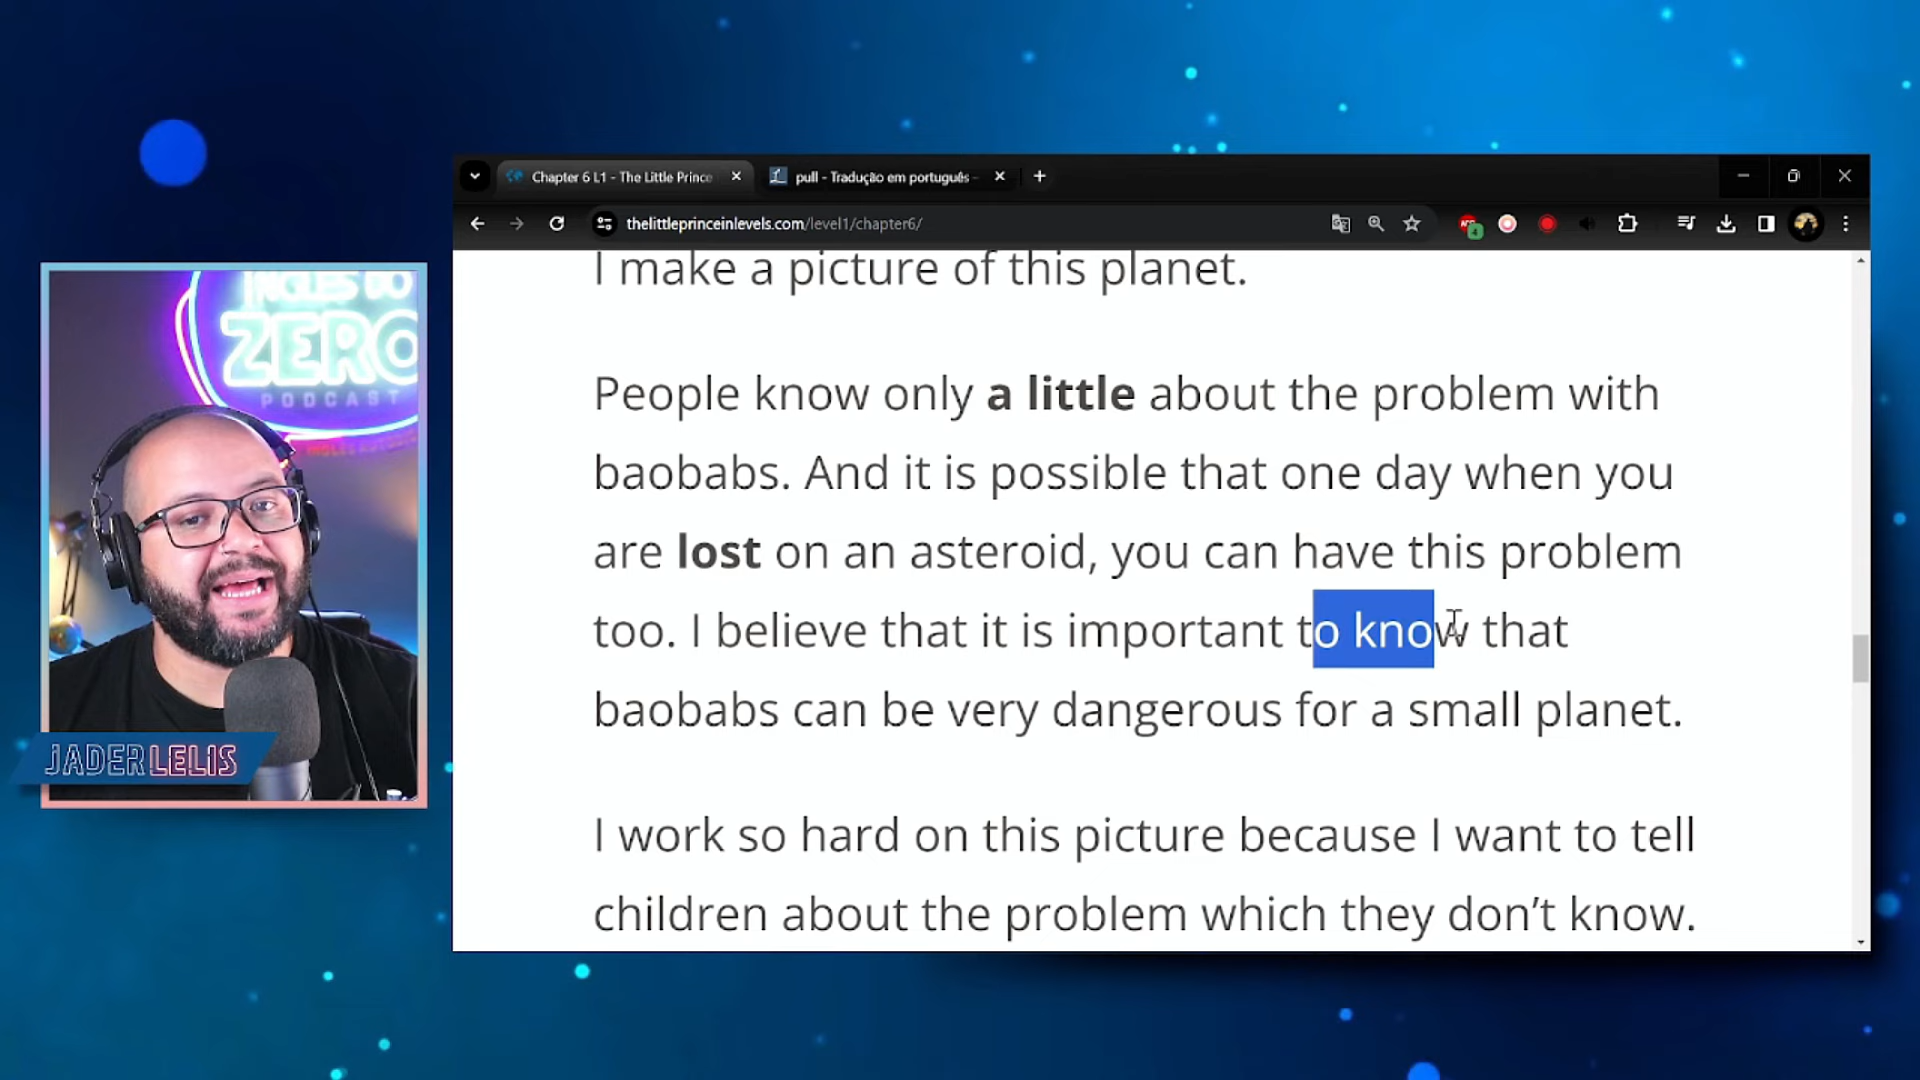 Chapter 6 L1 - The Little Prince
pull - Tradução em português -
thelittleprinceinlevels.com/level1/chapter6/
4
I make a picture of this planet.
People know only a little about the problem with
baobabs. And it is possible that one day when you
are lost on an asteroid, you can have this problem
too. I believe that it is important to know that
baobabs can be very dangerous for a small planet.
I work so hard on this picture because I want to tell
children about the problem which they don't know.
INGLÊS DO
ZERO
PODCAST
JADER LELIS